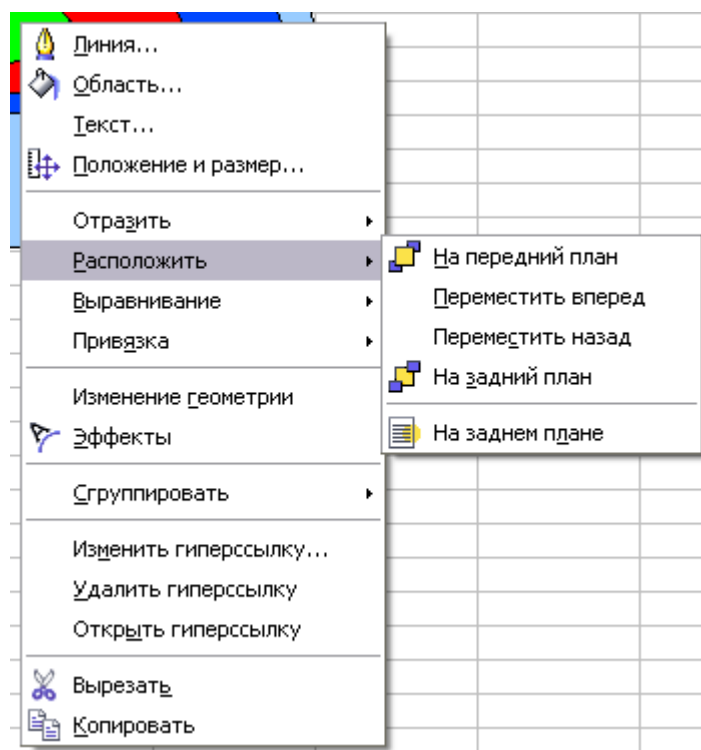 Линия...
Область...
Текст...
Положение и размер...
Отразить
Расположить
Выравнивание
Привязка
Изменение геометрии
Эффекты
Сгруппировать
Изменить гиперссылку...
Удалить гиперссылку
Открыть гиперссылку
Вырезать
Копировать
На передний план
Переместить вперед
Переместить назад
На задний план
На заднем плане